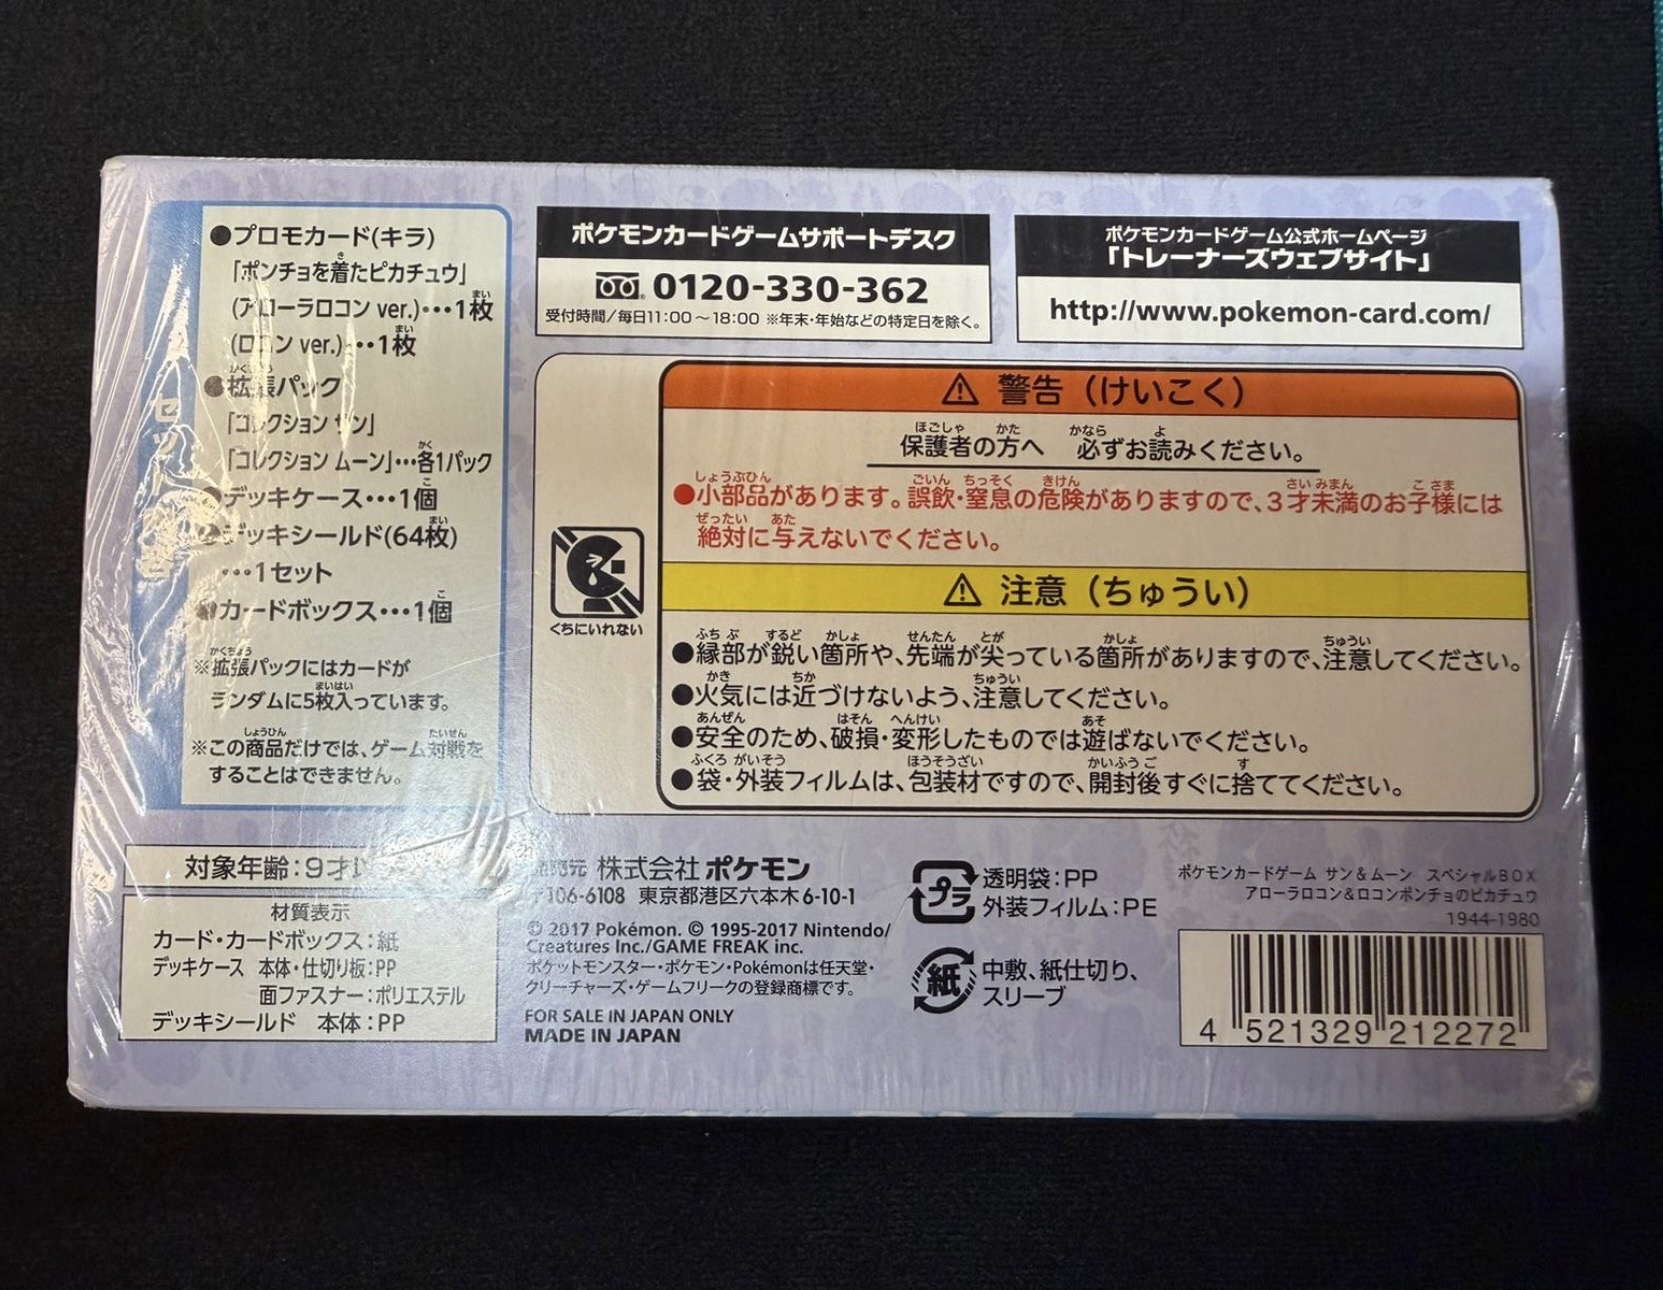 ●プロモカード(キラ)
「ポンチョを着たピカチュウ」
(アローラロコン ver.)･･･1枚
(ロコン ver.)･･･1枚
●拡張パック
「コレクション サン」
「コレクション ムーン」･･･各1パック
●デッキケース･･･1個
●デッキシールド(64枚)
･･･1セット
●カードボックス･･･1個
※拡張パックにはカードが
ランダムに5枚入っています。
※この商品だけでは、ゲーム対戦を
することはできません。
セット
ポケモンカードゲームサポートデスク
0120-330-362
受付時間/毎日11:00～18:00 ※年末・年始などの特定日を除く。
ポケモンカードゲーム公式ホームページ
「トレーナーズウェブサイト」
http://www.pokemon-card.com/
⚠ 警告（けいこく）
保護者の方へ 必ずお読みください。
●小部品があります。誤飲・窒息の危険がありますので、3才未満のお子様には
絶対に与えないでください。
くちにいれない
⚠ 注意（ちゅうい）
●縁部が鋭い箇所や、先端が尖っている箇所がありますので、注意してください。
●火気には近づけないよう、注意してください。
●安全のため、破損・変形したものでは遊ばないでください。
●袋・外装フィルムは、包装材ですので、開封後すぐに捨ててください。
対象年齢:9才
材質表示
カード・カードボックス:紙
デッキケース 本体・仕切り板:PP
面ファスナー:ポリエステル
デッキシールド 本体:PP
株式会社 ポケモン
〒106-6108 東京都港区六本木6-10-1
© 2017 Pokémon. © 1995-2017 Nintendo/
Creatures Inc./GAME FREAK inc.
ポケットモンスター・ポケモン・Pokémonは任天堂・
クリーチャーズ・ゲームフリークの登録商標です。
FOR SALE IN JAPAN ONLY
MADE IN JAPAN
プラ 透明袋:PP
外装フィルム:PE
紙 中敷、紙仕切り、
スリーブ
ポケモンカードゲーム サン&ムーン スペシャルBOX
アローラロコン&ロコンポンチョのピカチュウ
1944-1980
4 521329 212272